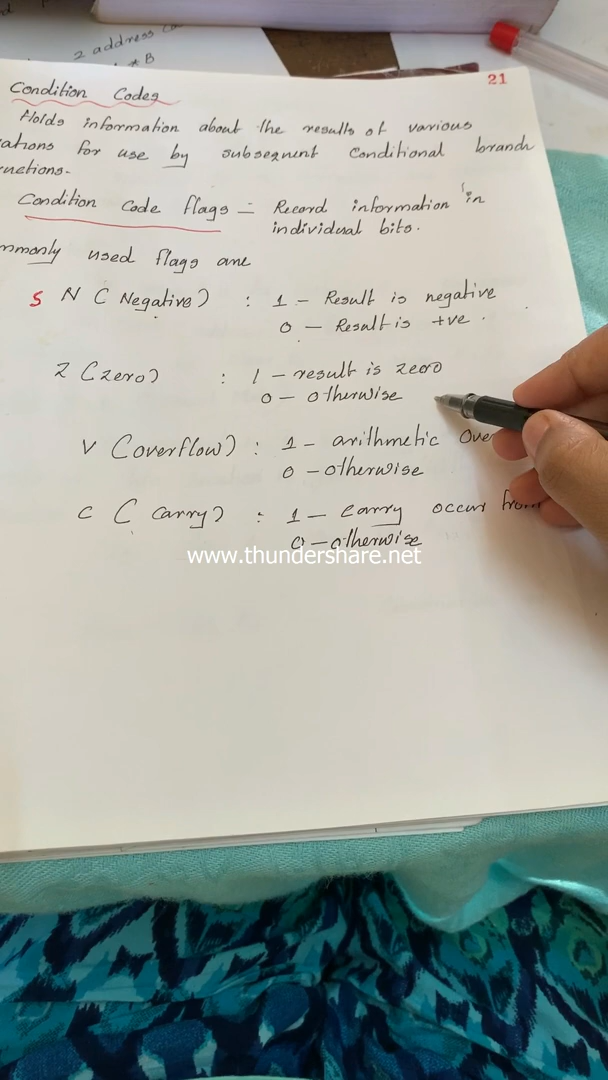 2 address
* B
21
Condition Codes
Holds information about the results of various
ations for use by subsequent conditional branch
uctions.
Condition Code flags = Record information in
individual bits.
mmonly used flags are
S N ( Negative) : 1 - Result is negative
0 - Result is +ve.
Z (zero) : 1 - result is zero
0 - otherwise
V (overflow) : 1 - arithmetic Over
0 - otherwise
C ( carry) : 1 - carry occur from
0 - otherwise
www.thundershare.net